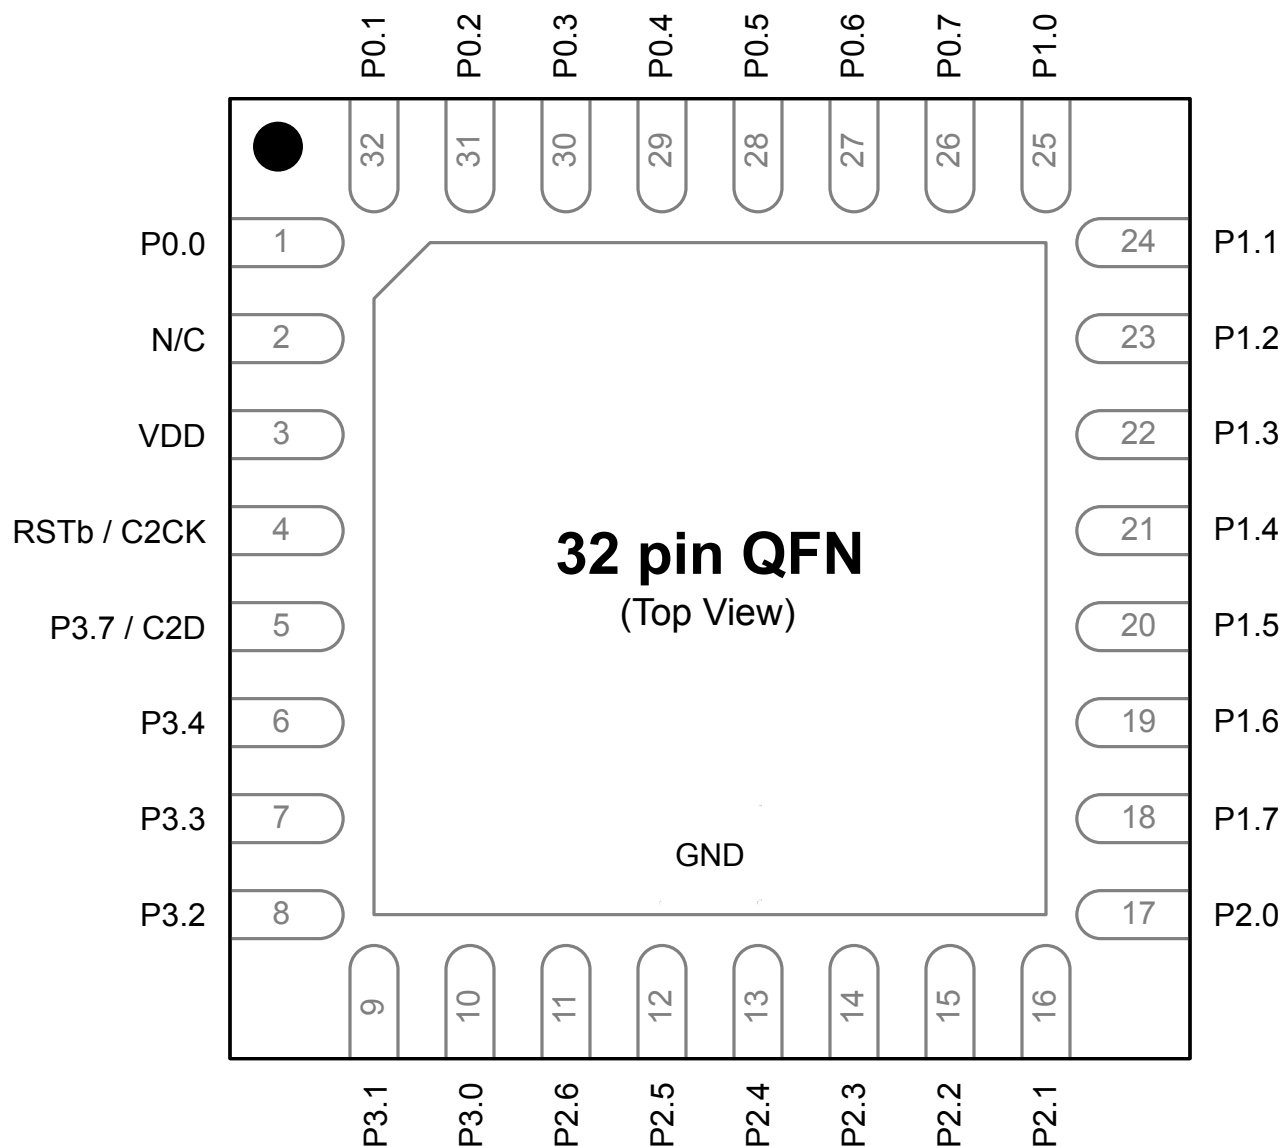 P0.1 P0.2 P0.3 P0.4 P0.5 P0.6 P0.7 P1.0
32 31 30 29 28 27 26 25
P0.0 1 24 P1.1
N/C 2 23 P1.2
VDD 3 22 P1.3
RSTb / C2CK 4 21 P1.4
32 pin QFN
(Top View)
P3.7 / C2D 5 20 P1.5
P3.4 6 19 P1.6
P3.3 7 18 P1.7
GND
P3.2 8 17 P2.0
9 10 11 12 13 14 15 16
P3.1 P3.0 P2.6 P2.5 P2.4 P2.3 P2.2 P2.1